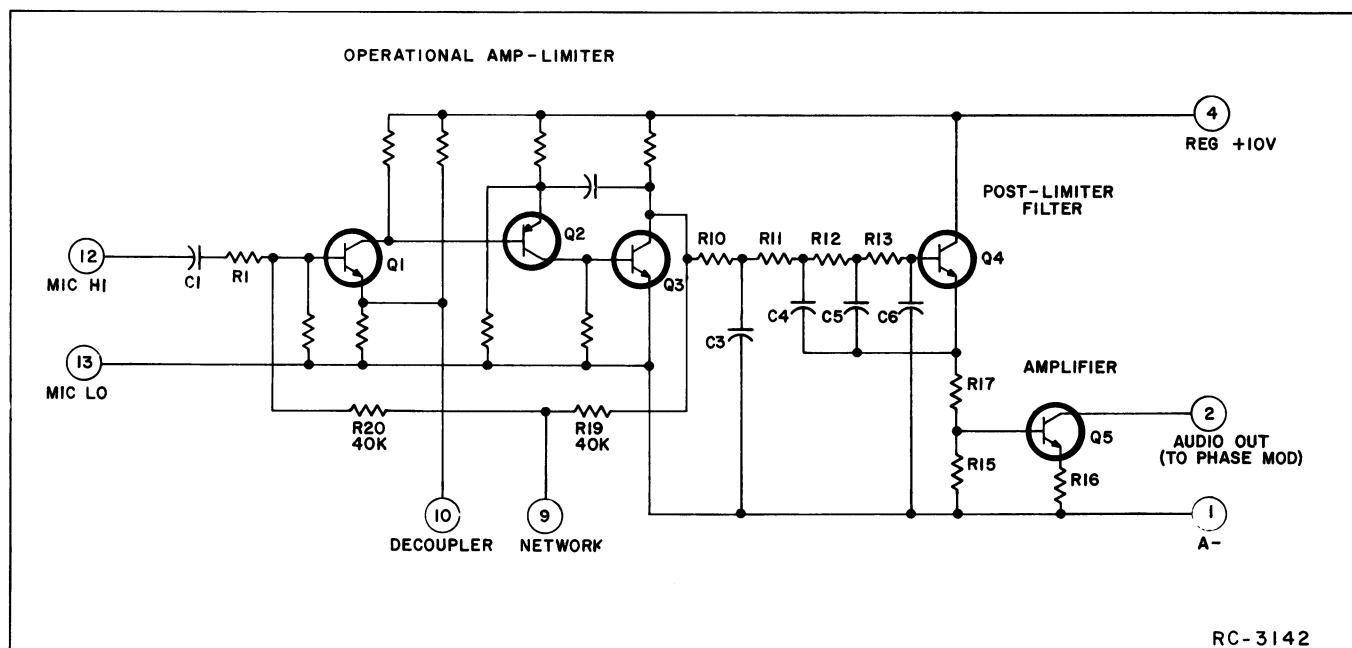 OPERATIONAL AMP-LIMITER
4
REG +10V
POST-LIMITER
FILTER
12
MIC HI
C1
R1
Q1
Q2
Q3
R10
R11
R12
R13
Q4
C3
C4
C5
C6
13
MIC LO
R20
40K
R19
40K
R17
AMPLIFIER
Q5
2
AUDIO OUT
(TO PHASE MOD)
R15
R16
10
DECOUPLER
9
NETWORK
1
A-
RC-3142